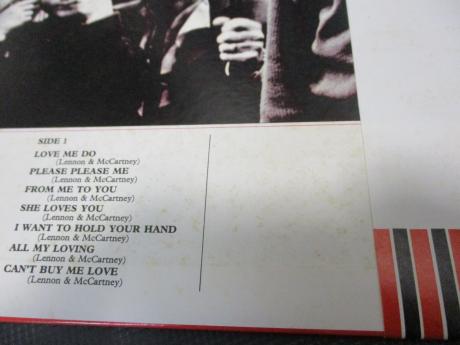 SIDE 1
LOVE ME DO
(Lennon & McCartney)
PLEASE PLEASE ME
(Lennon & McCartney)
FROM ME TO YOU
(Lennon & McCartney)
SHE LOVES YOU
(Lennon & McCartney)
I WANT TO HOLD YOUR HAND
(Lennon & McCartney)
ALL MY LOVING
(Lennon & McCartney)
CAN'T BUY ME LOVE
(Lennon & McCartney)